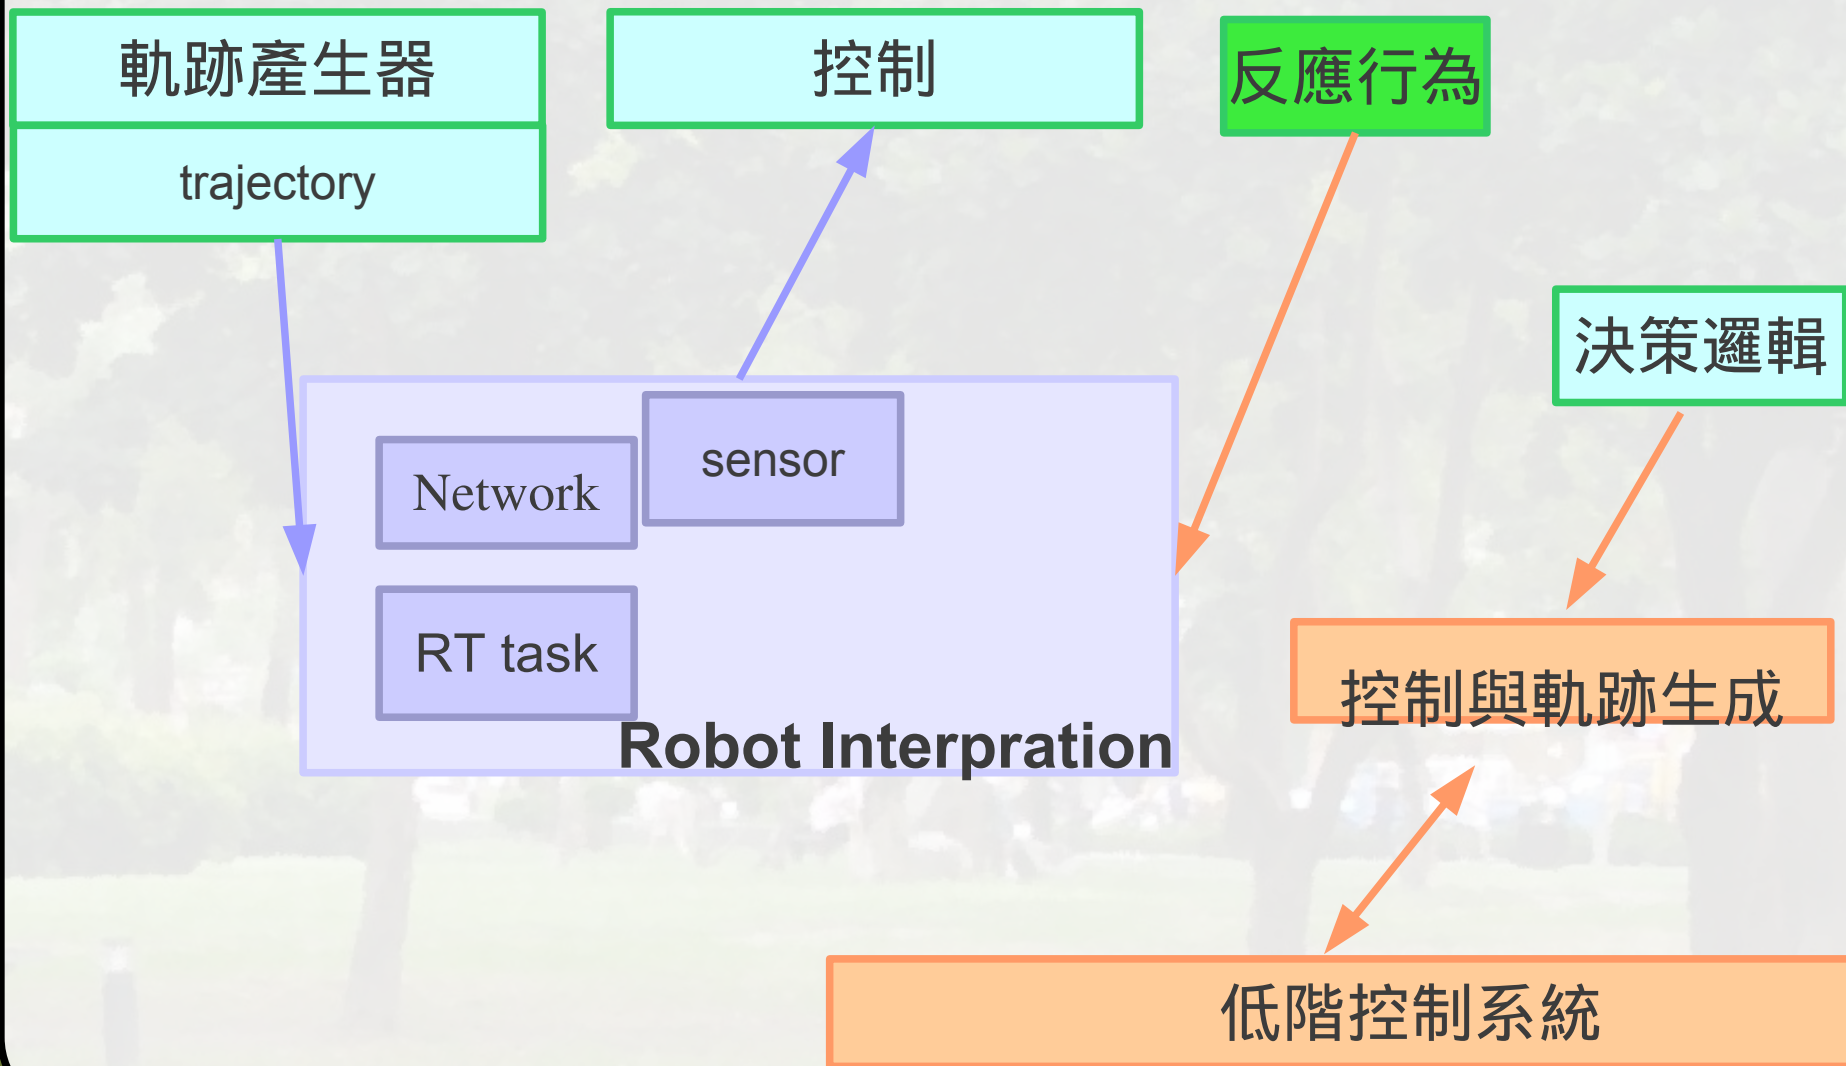 軌跡產生器
控制
反應行為
trajectory
決策邏輯
sensor
Network
RT task
控制與軌跡生成
Robot Interpration
低階控制系統